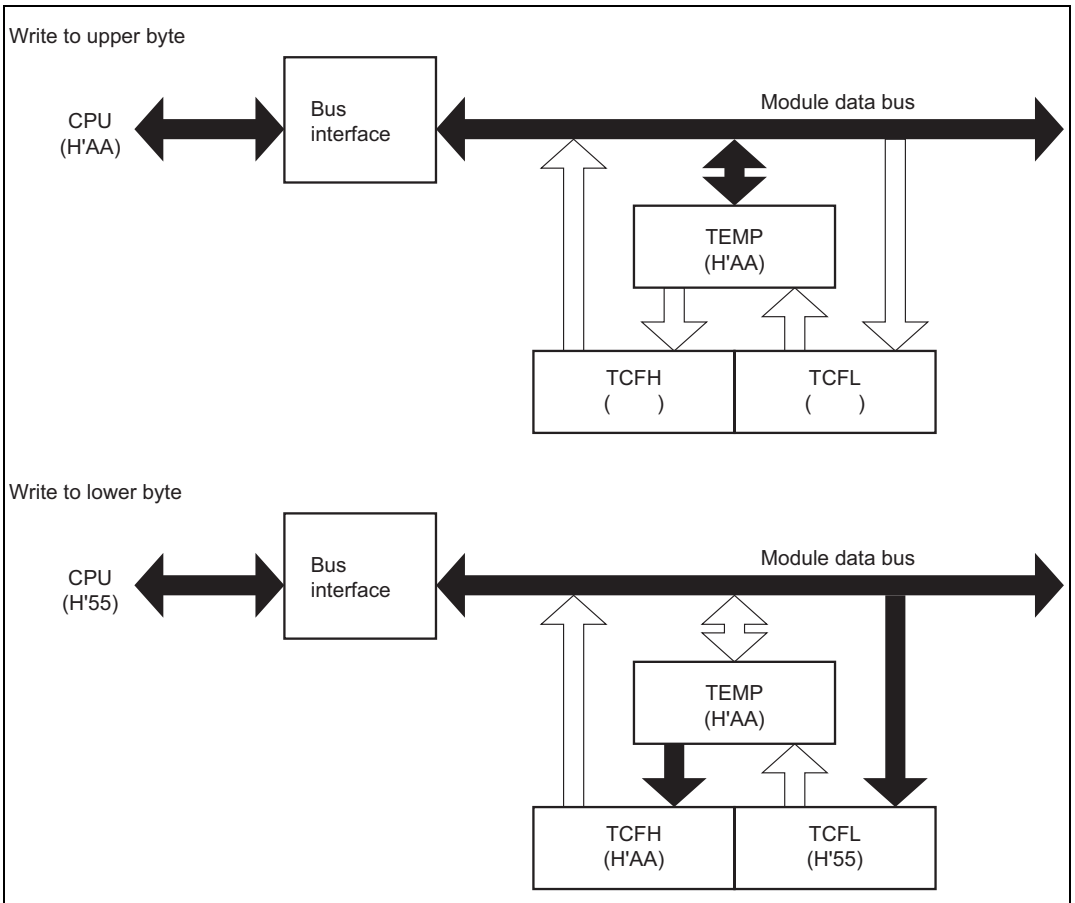 Write to upper byte
CPU
(H'AA)
Bus
interface
Module data bus
TEMP
(H'AA)
TCFH
(      )
TCFL
(      )
Write to lower byte
CPU
(H'55)
Bus
interface
Module data bus
TEMP
(H'AA)
TCFH
(H'AA)
TCFL
(H'55)